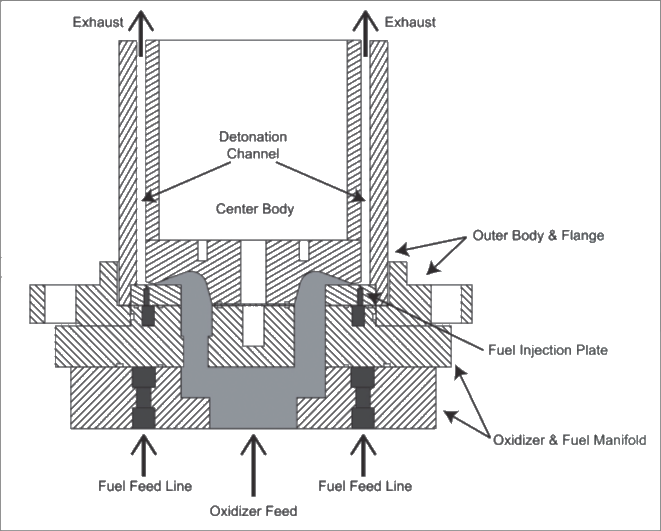 Exhaust
Exhaust
Detonation
Channel
Center Body
Outer Body & Flange
Fuel Injection Plate
Oxidizer & Fuel Manifold
Fuel Feed Line
Fuel Feed Line
Oxidizer Feed